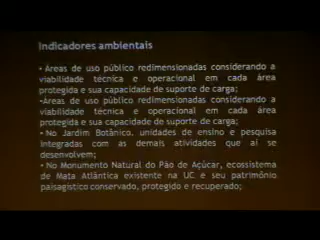 Indicadores ambientais
• Áreas de uso público redimensionadas considerando a
viabilidade técnica e operacional em cada área
protegida e sua capacidade de suporte de carga;
•Áreas de uso público redimensionadas considerando a
viabilidade técnica e operacional em cada área
protegida e sua capacidade de suporte de carga;
• No Jardim Botânico, unidades de ensino e pesquisa
integradas com as demais atividades que aí se
desenvolvem;
• No Monumento Natural do Pão de Açúcar, ecossistema
de Mata Atlântica existente na UC e seu patrimônio
paisagístico conservado, protegido e recuperado;